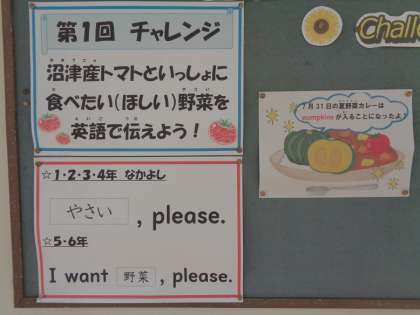 第1回 チャレンジ
沼津産トマトといっしょに
食べたい(ほしい)野菜を
英語で伝えよう!
☆1・2・3・4年 なかよし
やさい , please.
☆5・6年
I want 野菜 , please.
7月31日の夏野菜カレーは
pumpkins が入ることになったよ♪